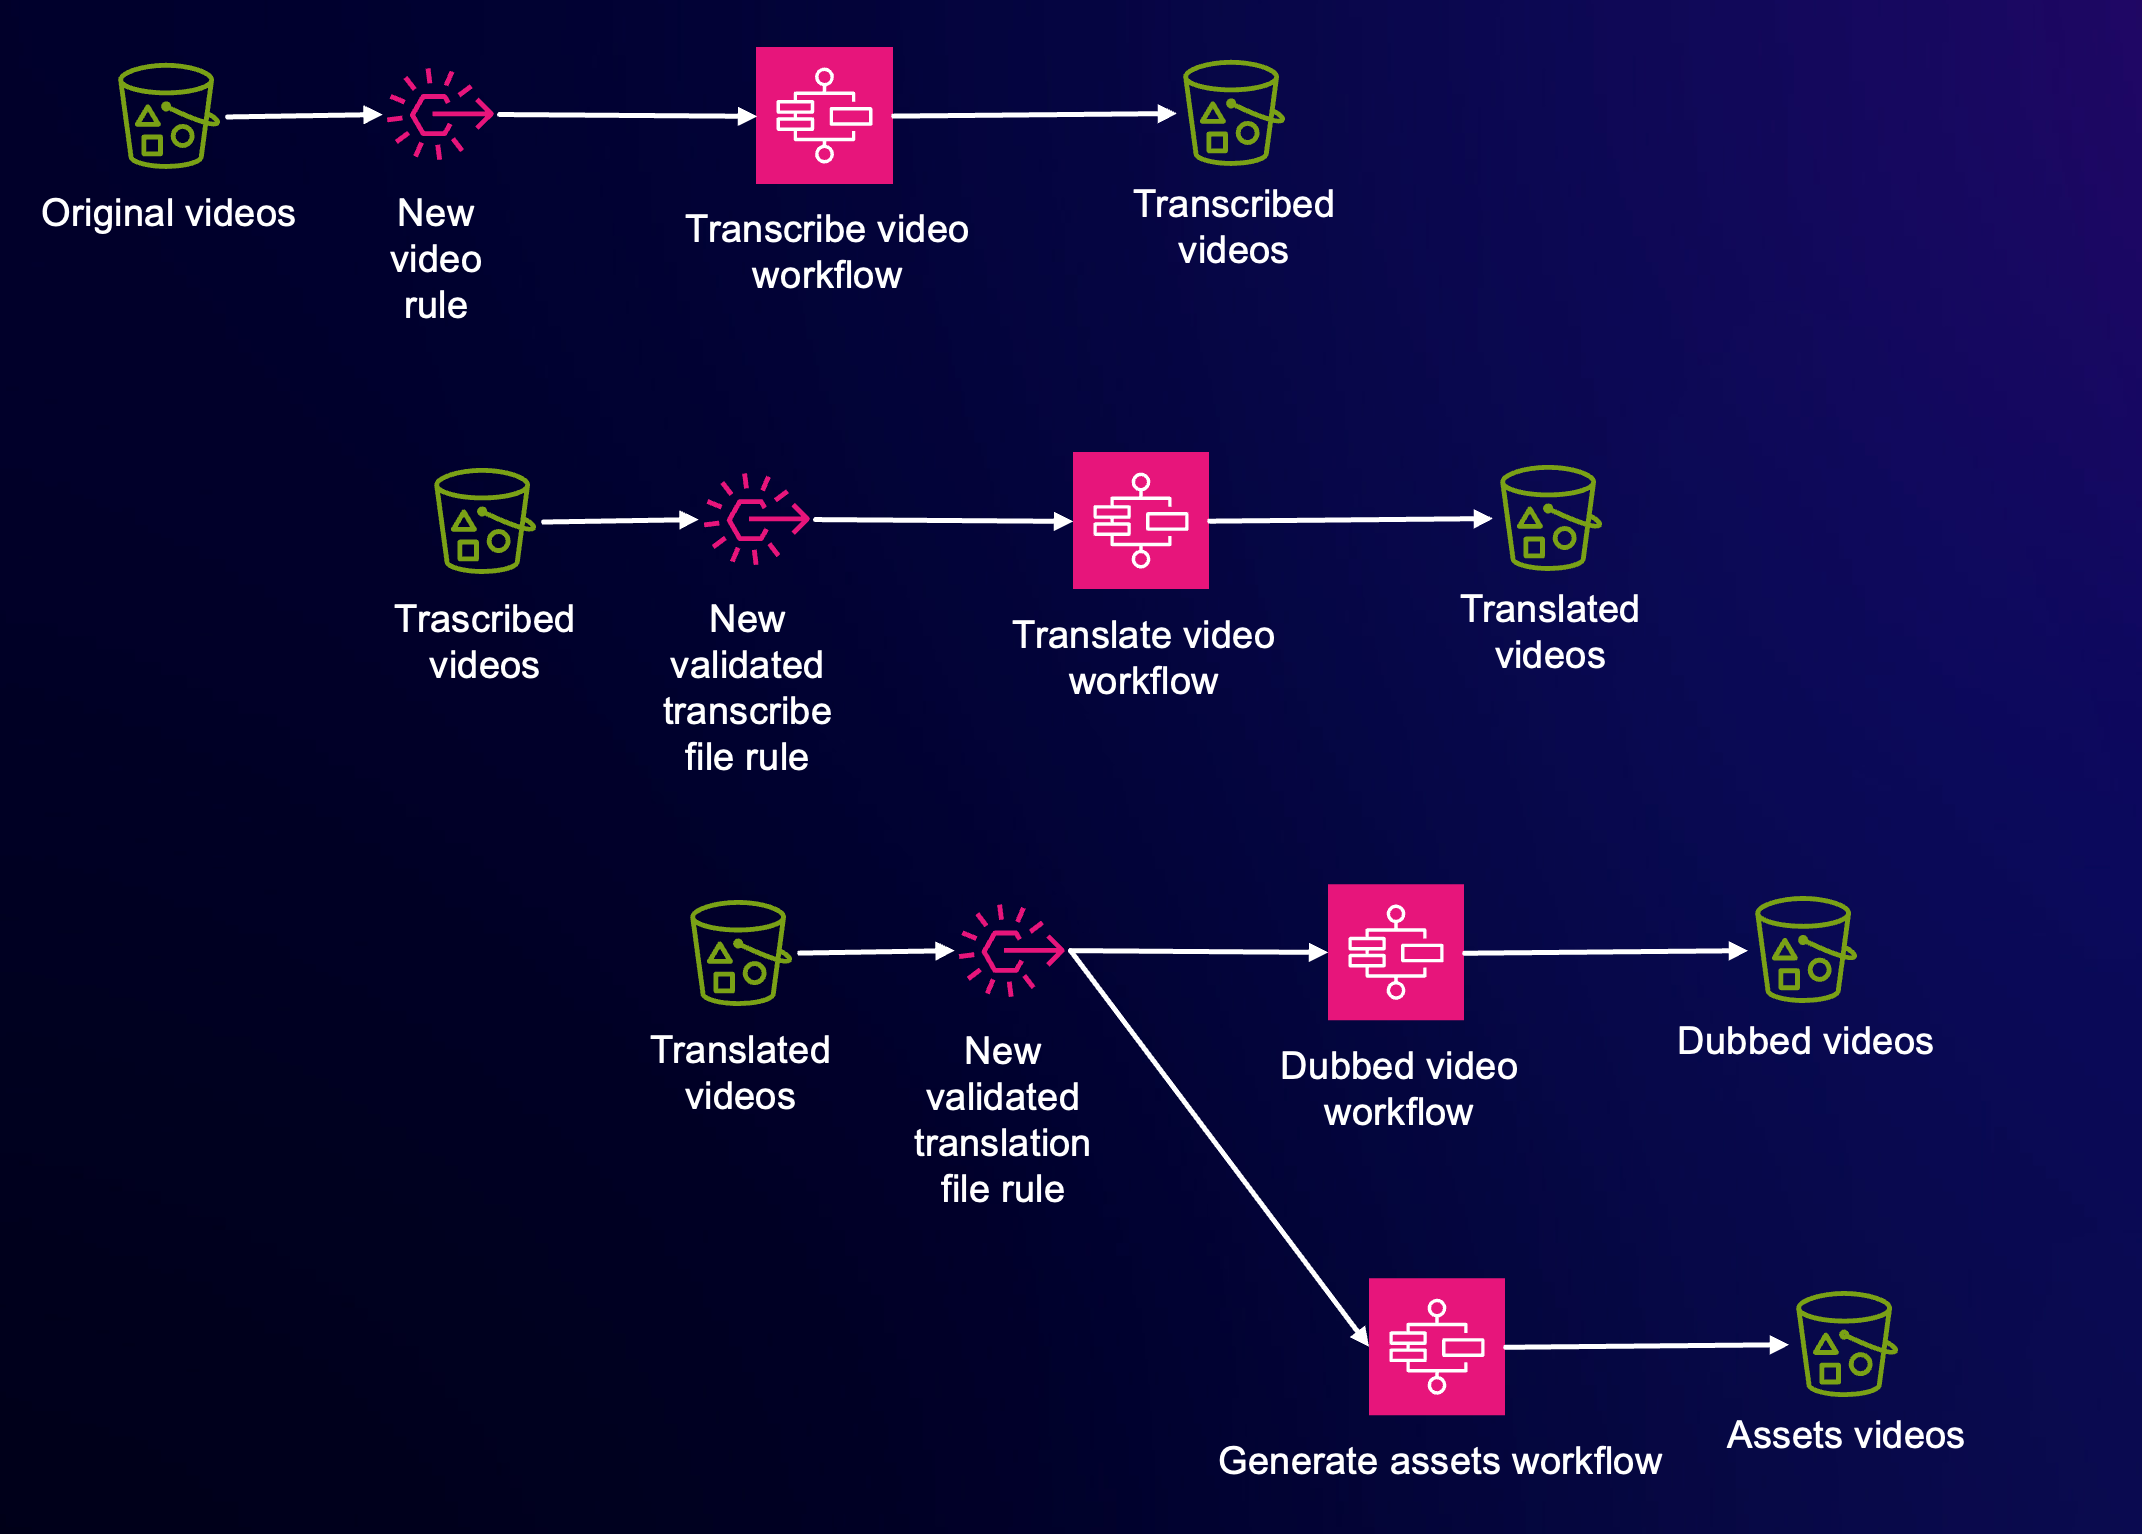 Original videos
New
video
rule
Transcribe video
workflow
Transcribed
videos
Trascribed
videos
New
validated
transcribe
file rule
Translate video
workflow
Translated
videos
Translated
videos
New
validated
translation
file rule
Dubbed video
workflow
Dubbed videos
Generate assets workflow
Assets videos